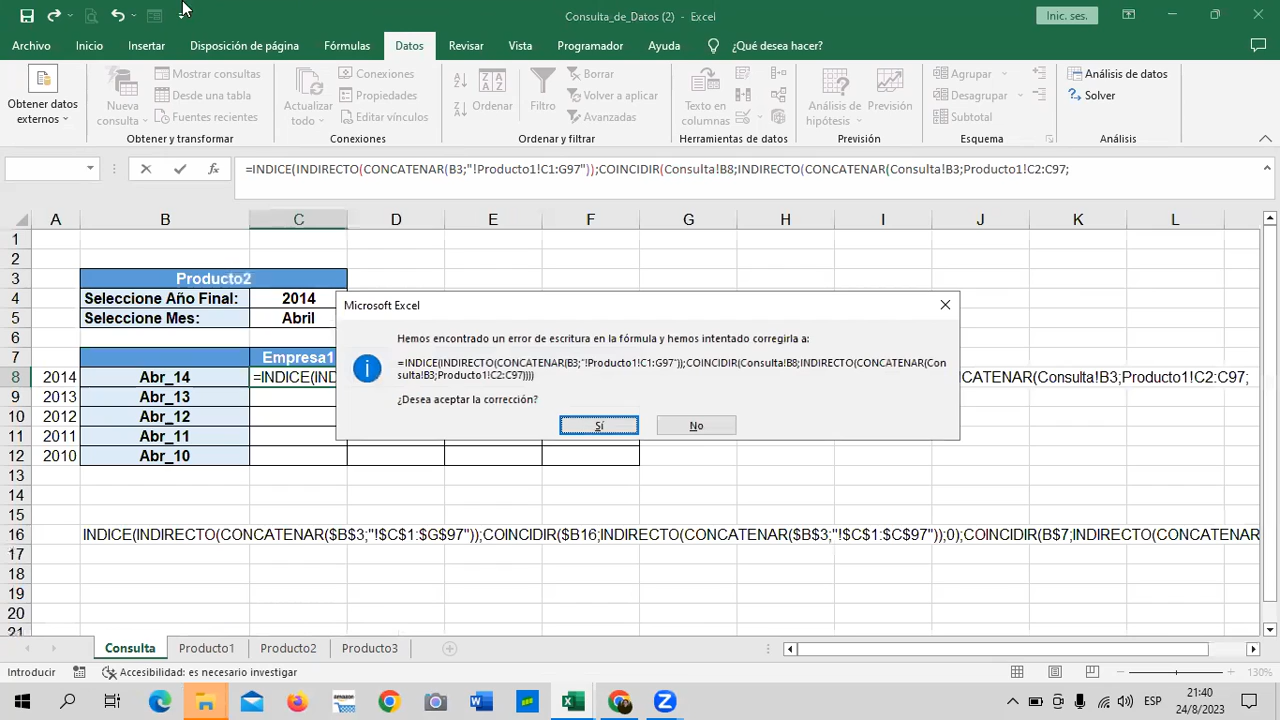 Consulta_de_Datos (2) - Excel
Inic. ses.
Archivo Inicio Insertar Disposición de página Fórmulas Datos Revisar Vista Programador Ayuda ¿Qué desea hacer?
Obtener datos externos
Nueva consulta
Mostrar consultas
Desde una tabla
Fuentes recientes
Obtener y transformar
Actualizar todo
Conexiones
Propiedades
Editar vínculos
Conexiones
Ordenar
Filtro
Borrar
Volver a aplicar
Avanzadas
Ordenar y filtrar
Texto en columnas
Herramientas de datos
Análisis de hipótesis
Previsión
Previsión
Agrupar
Desagrupar
Subtotal
Esquema
Análisis de datos
Solver
Análisis
=INDICE(INDIRECTO(CONCATENAR(B3;"!Producto1!C1:G97"));COINCIDIR(Consulta!B8;INDIRECTO(CONCATENAR(Consulta!B3;Producto1!C2:C97;
A B C D E F G H I J K L
1
2
3 Producto2
4 Seleccione Año Final: 2014
5 Seleccione Mes: Abril
6
7 Empresa1
8 2014 Abr_14 =INDICE(IND CATENAR(Consulta!B3;Producto1!C2:C97;
9 2013 Abr_13
10 2012 Abr_12
11 2011 Abr_11
12 2010 Abr_10
13
14
15
16 INDICE(INDIRECTO(CONCATENAR($B$3;"!$C$1:$G$97"));COINCIDIR($B16;INDIRECTO(CONCATENAR($B$3;"!$C$1:$C$97"));0);COINCIDIR(B$7;INDIRECTO(CONCATENAR
17
18
19
20
21
Microsoft Excel
Hemos encontrado un error de escritura en la fórmula y hemos intentado corregirla a:
=INDICE(INDIRECTO(CONCATENAR(B3;"!Producto1!C1:G97"));COINCIDIR(Consulta!B8;INDIRECTO(CONCATENAR(Con
sulta!B3;Producto1!C2:C97))))
¿Desea aceptar la corrección?
Sí No
Consulta Producto1 Producto2 Producto3
Introducir Accesibilidad: es necesario investigar 130%
ESP
21:40
24/8/2023